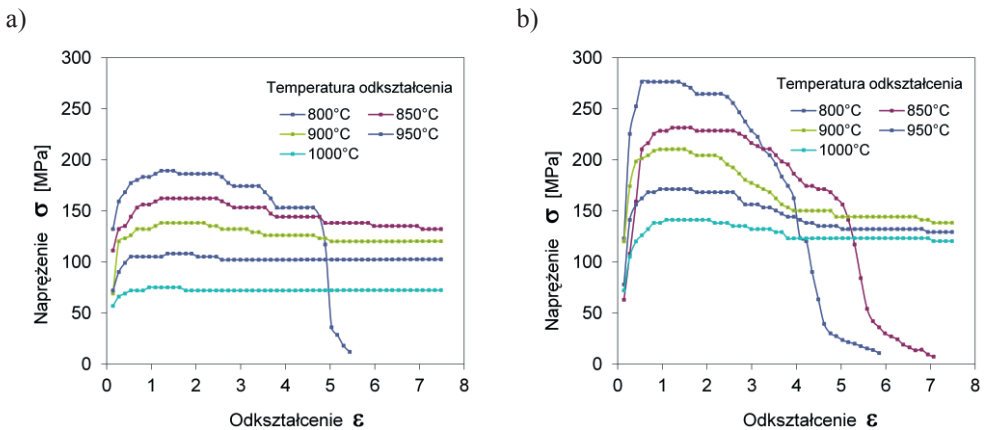 a)
300
250
200
150
100
50
0
Naprężenie σ [MPa]
Temperatura odkształcenia
800°C 850°C
900°C 950°C
1000°C
0 1 2 3 4 5 6 7 8
Odkształcenie ε
b)
300
250
200
150
100
50
0
Naprężenie σ [MPa]
Temperatura odkształcenia
800°C 850°C
900°C 950°C
1000°C
0 1 2 3 4 5 6 7 8
Odkształcenie ε